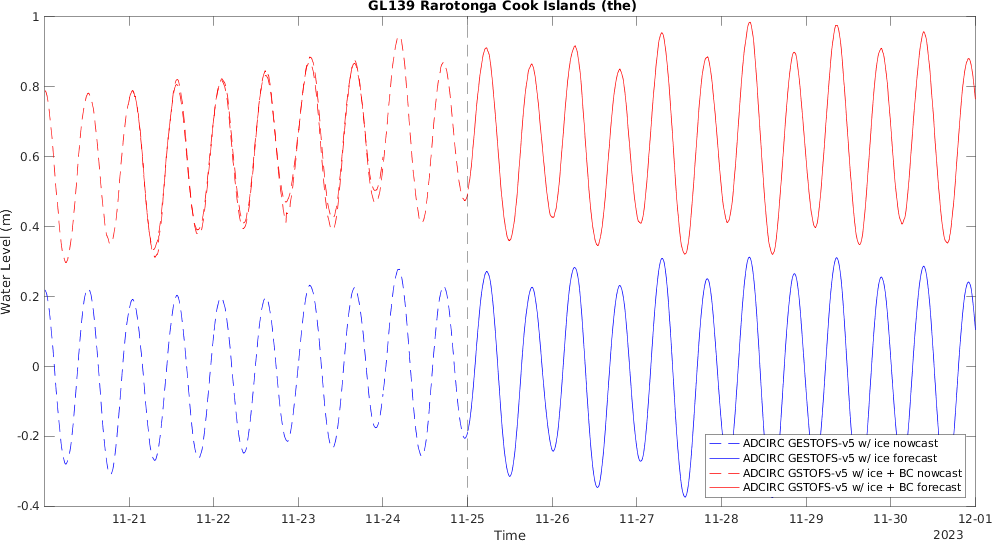 GL139 Rarotonga Cook Islands (the)
Water Level (m)
1
0.8
0.6
0.4
0.2
0
-0.2
-0.4
ADCIRC GESTOFS-v5 w/ ice nowcast
ADCIRC GESTOFS-v5 w/ ice forecast
ADCIRC GSTOFS-v5 w/ ice + BC nowcast
ADCIRC GSTOFS-v5 w/ ice + BC forecast
11-21 11-22 11-23 11-24 11-25 11-26 11-27 11-28 11-29 11-30 12-01
Time
2023